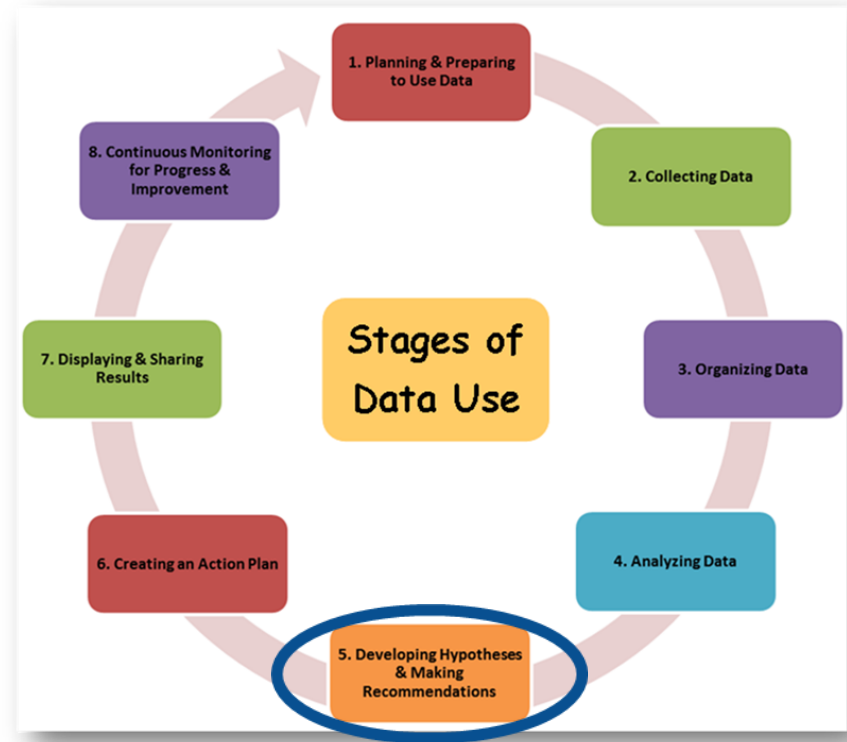 1. Planning & Preparing
to Use Data
2. Collecting Data
3. Organizing Data
4. Analyzing Data
5. Developing Hypotheses
& Making
Recommendations
6. Creating an Action Plan
7. Displaying & Sharing
Results
8. Continuous Monitoring
for Progress &
Improvement
Stages of
Data Use